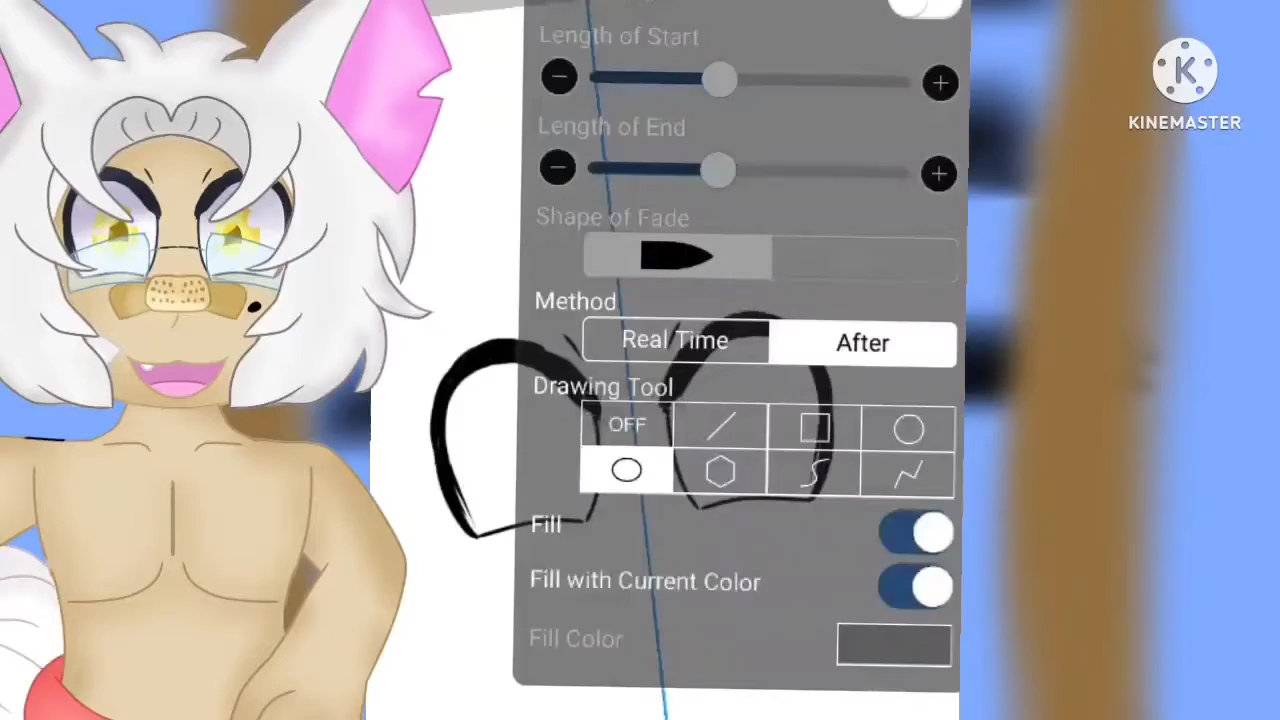 Length of Start
Length of End
Shape of Fade
Method
Real Time
After
Drawing Tool
OFF
Fill
Fill with Current Color
Fill Color
K
KINEMASTER